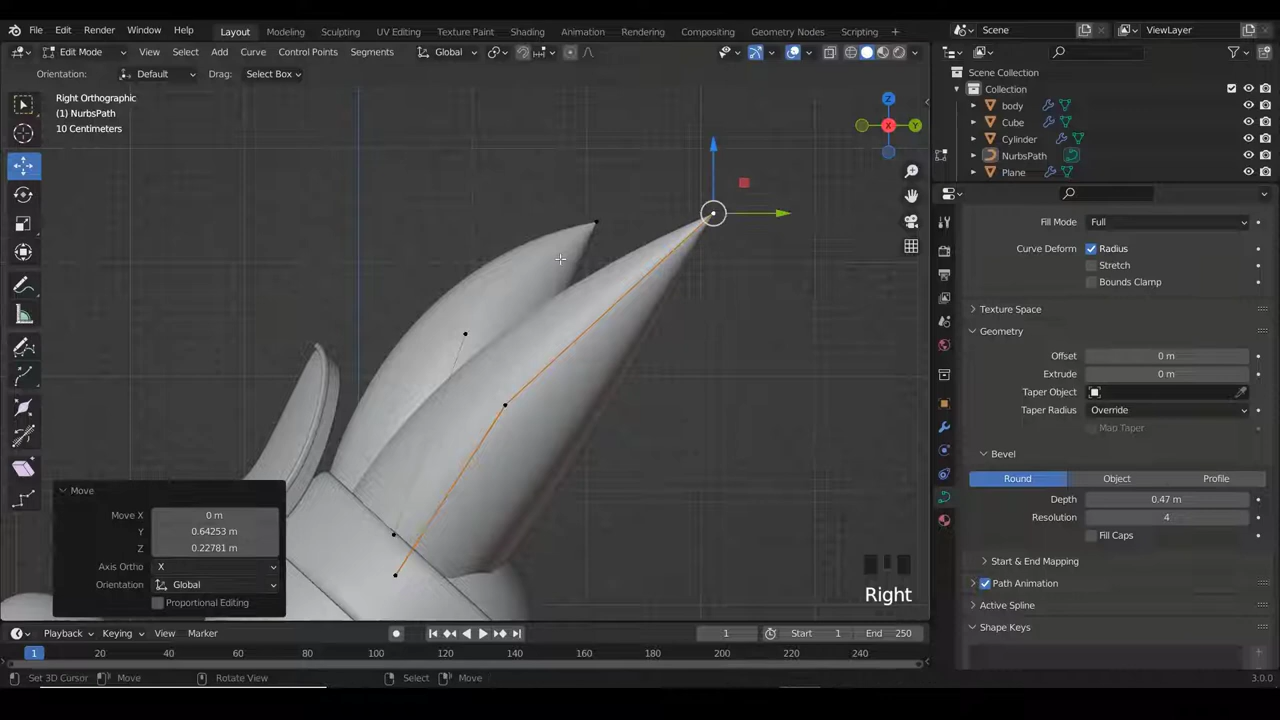 File Edit Render Window Help Layout Modeling Sculpting UV Editing Texture Paint Shading Animation Rendering Compositing Geometry Nodes Scripting + Scene ViewLayer
Edit Mode View Select Add Curve Control Points Segments Global
Orientation: Default Drag: Select Box
Right Orthographic
(1) NurbsPath
10 Centimeters
Z
X
Y
Scene Collection
Collection
body
Cube
Cylinder
NurbsPath
Plane
Fill Mode Full
Curve Deform Radius
Stretch
Bounds Clamp
Texture Space
Geometry
Offset 0 m
Extrude 0 m
Taper Object
Taper Radius Override
Map Taper
Bevel
Round Object Profile
Depth 0.47 m
Resolution 4
Fill Caps
Start & End Mapping
Path Animation
Active Spline
Shape Keys
Move
Move X 0 m
Y 0.64253 m
Z 0.22781 m
Axis Ortho X
Orientation Global
Proportional Editing
Right
Playback Keying View Marker 1 Start 1 End 250
1 20 40 60 80 100 120 140 160 180 200 220 240
Set 3D Cursor Move Rotate View Select Move 3.0.0